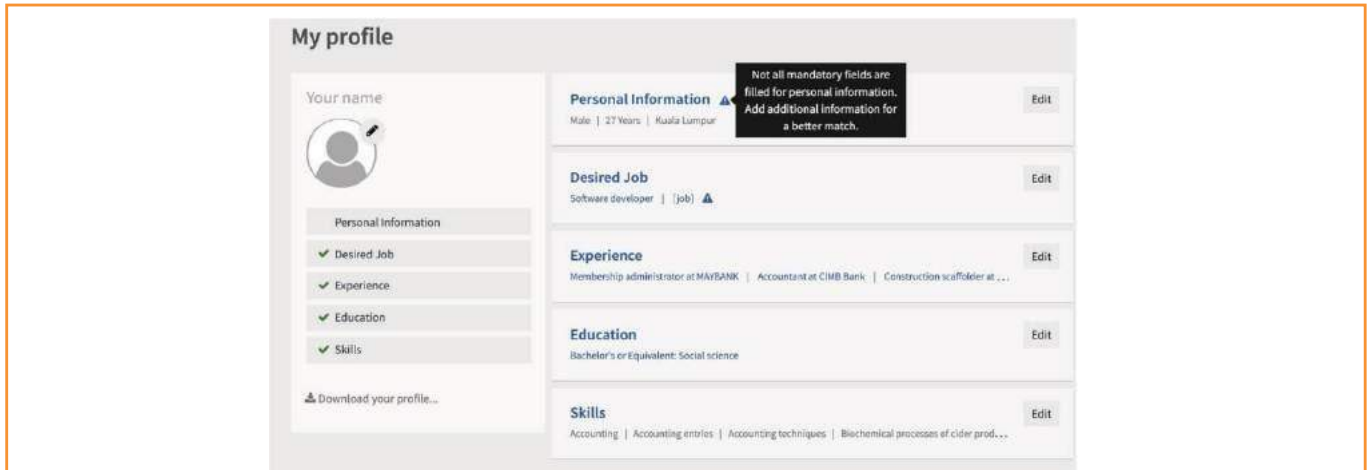 My profile
Your name
Personal Information
Desired Job
Experience
Education
Skills
Download your profile...
Personal Information
Male | 27 Years | Kuala Lumpur
Not all mandatory fields are
filled for personal information.
Add additional information for
a better match.
Edit
Desired Job
Software developer | [job]
Edit
Experience
Membership administrator at MAYBANK | Accountant at CIMB Bank | Construction scaffolder at ...
Edit
Education
Bachelor's or Equivalent: Social science
Edit
Skills
Accounting | Accounting entries | Accounting techniques | Biochemical processes of cider prod...
Edit